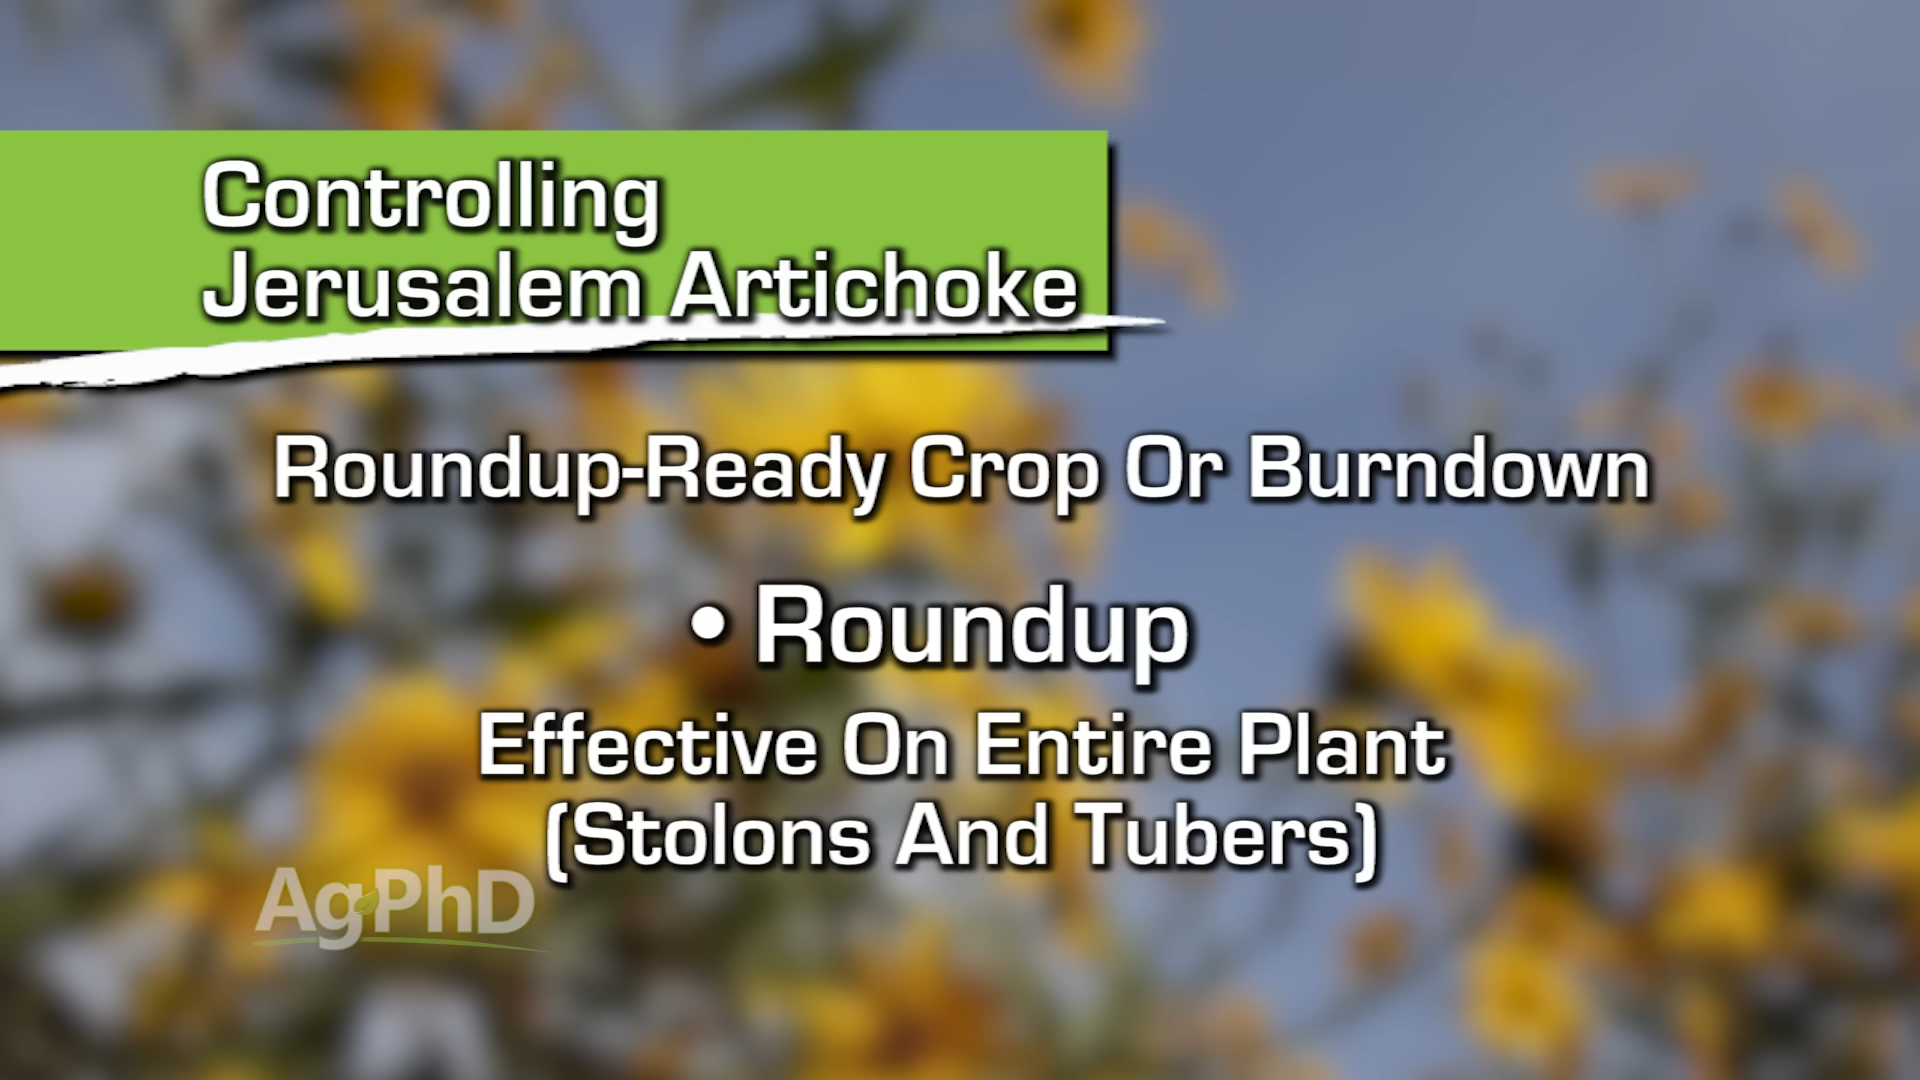 Controlling
Jerusalem Artichoke
Roundup-Ready Crop Or Burndown
• Roundup
Effective On Entire Plant
(Stolons And Tubers)
AgPhD